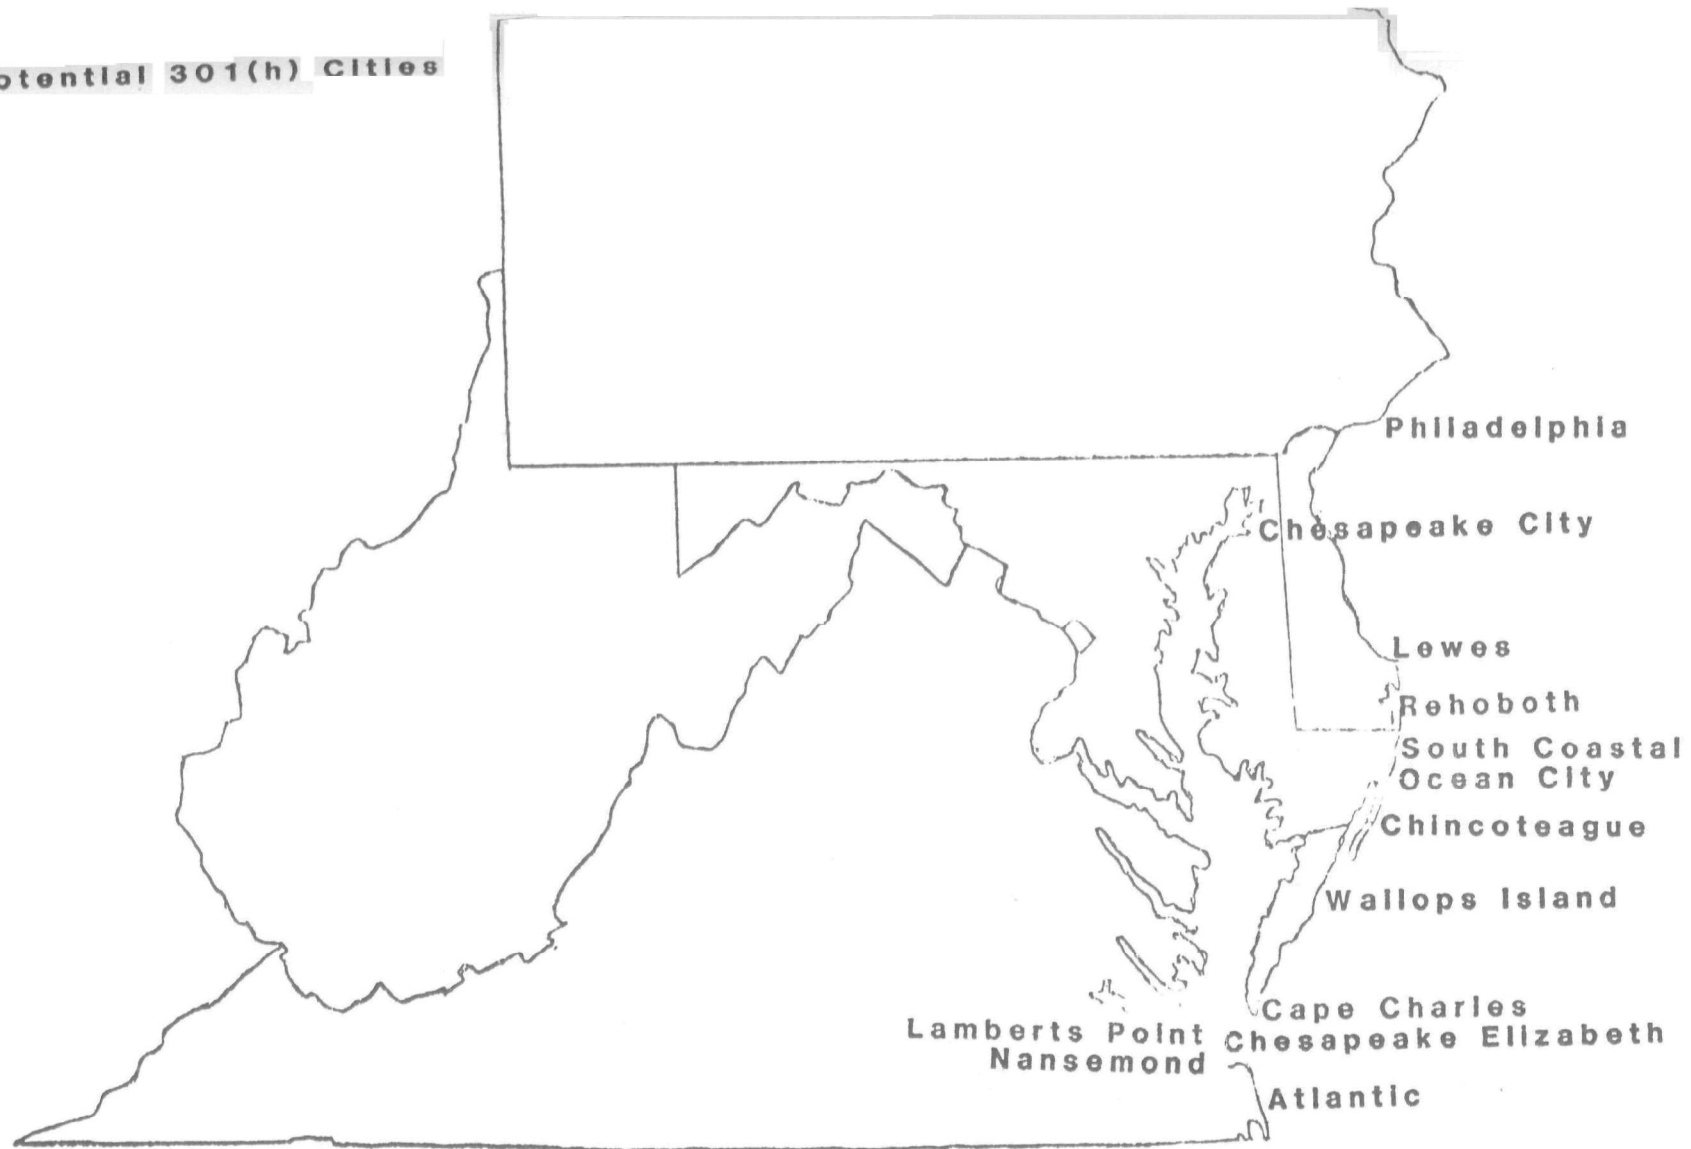 otential 301(h) Cities
Philadelphia
Chesapeake City
Lewes
Rehoboth
South Coastal
Ocean City
Chincoteague
Wallops Island
Cape Charles
Lamberts Point Chesapeake Elizabeth
Nansemond
Atlantic